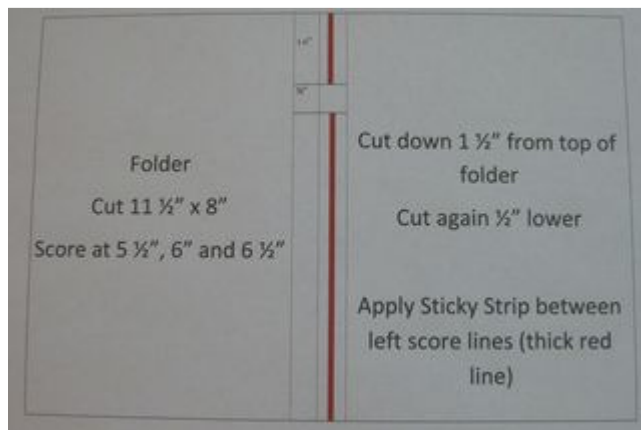 Folder
Cut 11 ½” x 8”
Score at 5 ½”, 6” and 6 ½”
Cut down 1 ½” from top of
folder
Cut again ½” lower
Apply Sticky Strip between
left score lines (thick red
line)